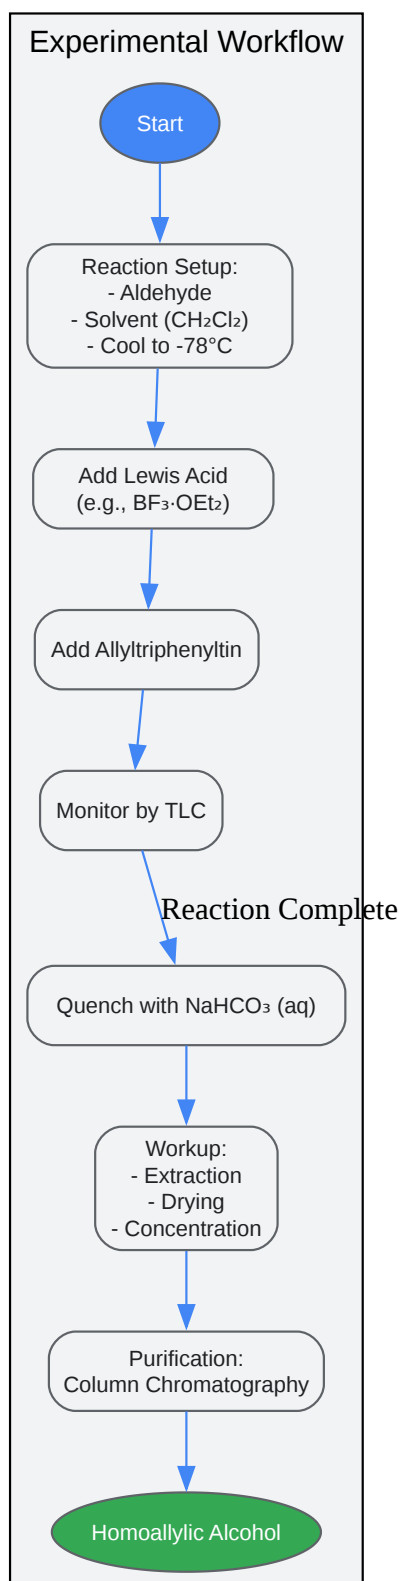 Experimental Workflow
Start
Reaction Setup:
- Aldehyde
- Solvent (CH₂Cl₂)
- Cool to -78°C
Add Lewis Acid
(e.g., BF₃·OEt₂)
Add Allyltriphenyltin
Monitor by TLC
Reaction Complete
Quench with NaHCO₃ (aq)
Workup:
- Extraction
- Drying
- Concentration
Purification:
Column Chromatography
Homoallylic Alcohol